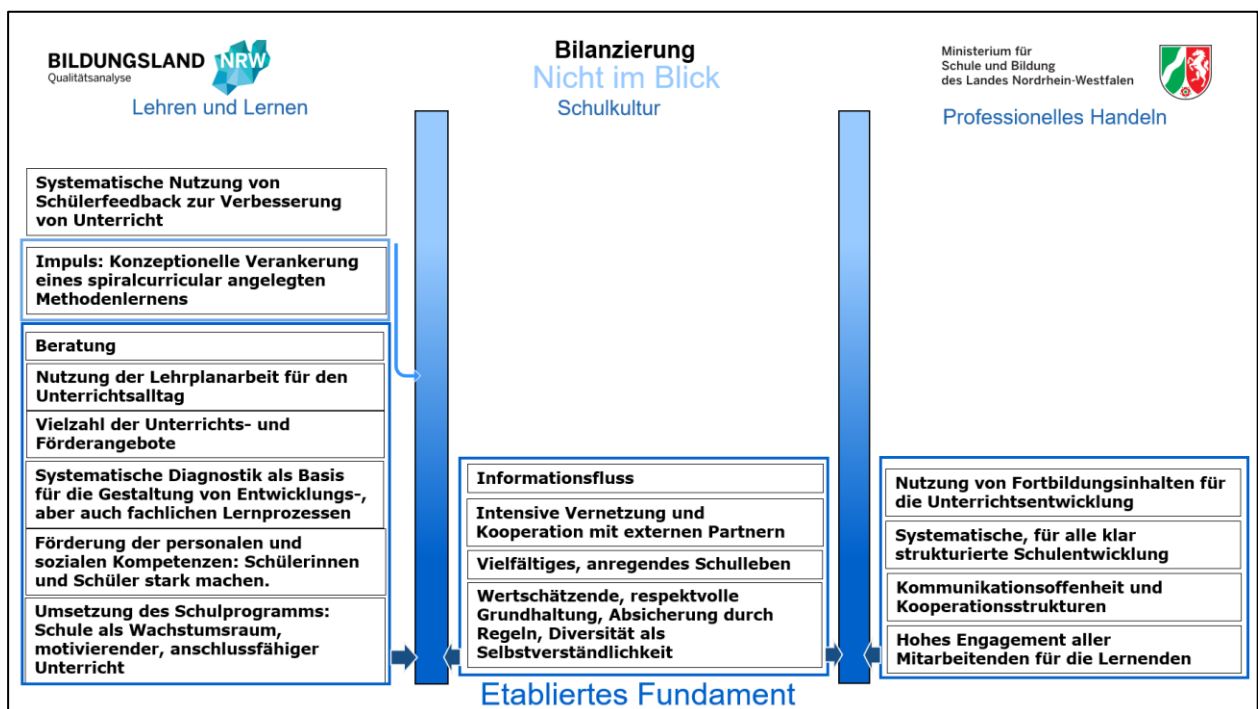 BILDUNGSLAND NRW
Qualitätsanalyse
Bilanzierung
Nicht im Blick
Ministerium für
Schule und Bildung
des Landes Nordrhein-Westfalen
Lehren und Lernen
Schulkultur
Professionelles Handeln
Systematische Nutzung von
Schülerfeedback zur Verbesserung
von Unterricht
Impuls: Konzeptionelle Verankerung
eines spiralcurricular angelegten
Methodenlernens
Beratung
Nutzung der Lehrplanarbeit für den
Unterrichtsalltag
Vielzahl der Unterrichts- und
Förderangebote
Systematische Diagnostik als Basis
für die Gestaltung von Entwicklungs-,
aber auch fachlichen Lernprozessen
Förderung der personalen und
sozialen Kompetenzen: Schülerinnen
und Schüler stark machen.
Umsetzung des Schulprogramms:
Schule als Wachstumsraum,
motivierender, anschlussfähiger
Unterricht
Informationsfluss
Intensive Vernetzung und
Kooperation mit externen Partnern
Vielfältiges, anregendes Schulleben
Wertschätzende, respektvolle
Grundhaltung, Absicherung durch
Regeln, Diversität als
Selbstverständlichkeit
Nutzung von Fortbildungsinhalten für
die Unterrichtsentwicklung
Systematische, für alle klar
strukturierte Schulentwicklung
Kommunikationsoffenheit und
Kooperationsstrukturen
Hohes Engagement aller
Mitarbeitenden für die Lernenden
Etabliertes Fundament